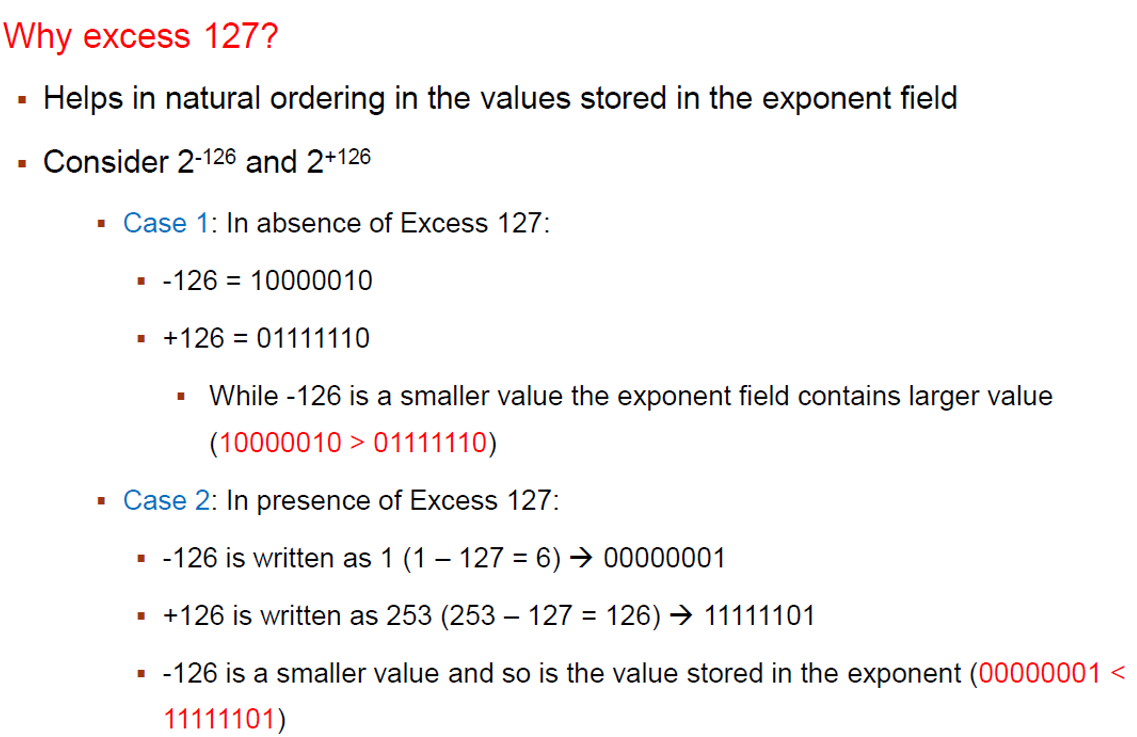 Why excess 127?
▪ Helps in natural ordering in the values stored in the exponent field
▪ Consider 2-126 and 2+126
▪ Case 1: In absence of Excess 127:
▪ -126 = 10000010
▪ +126 = 01111110
▪ While -126 is a smaller value the exponent field contains larger value
(10000010 > 01111110)
▪ Case 2: In presence of Excess 127:
▪ -126 is written as 1 (1 – 127 = 6) → 00000001
▪ +126 is written as 253 (253 – 127 = 126) → 11111101
▪ -126 is a smaller value and so is the value stored in the exponent (00000001 <
11111101)